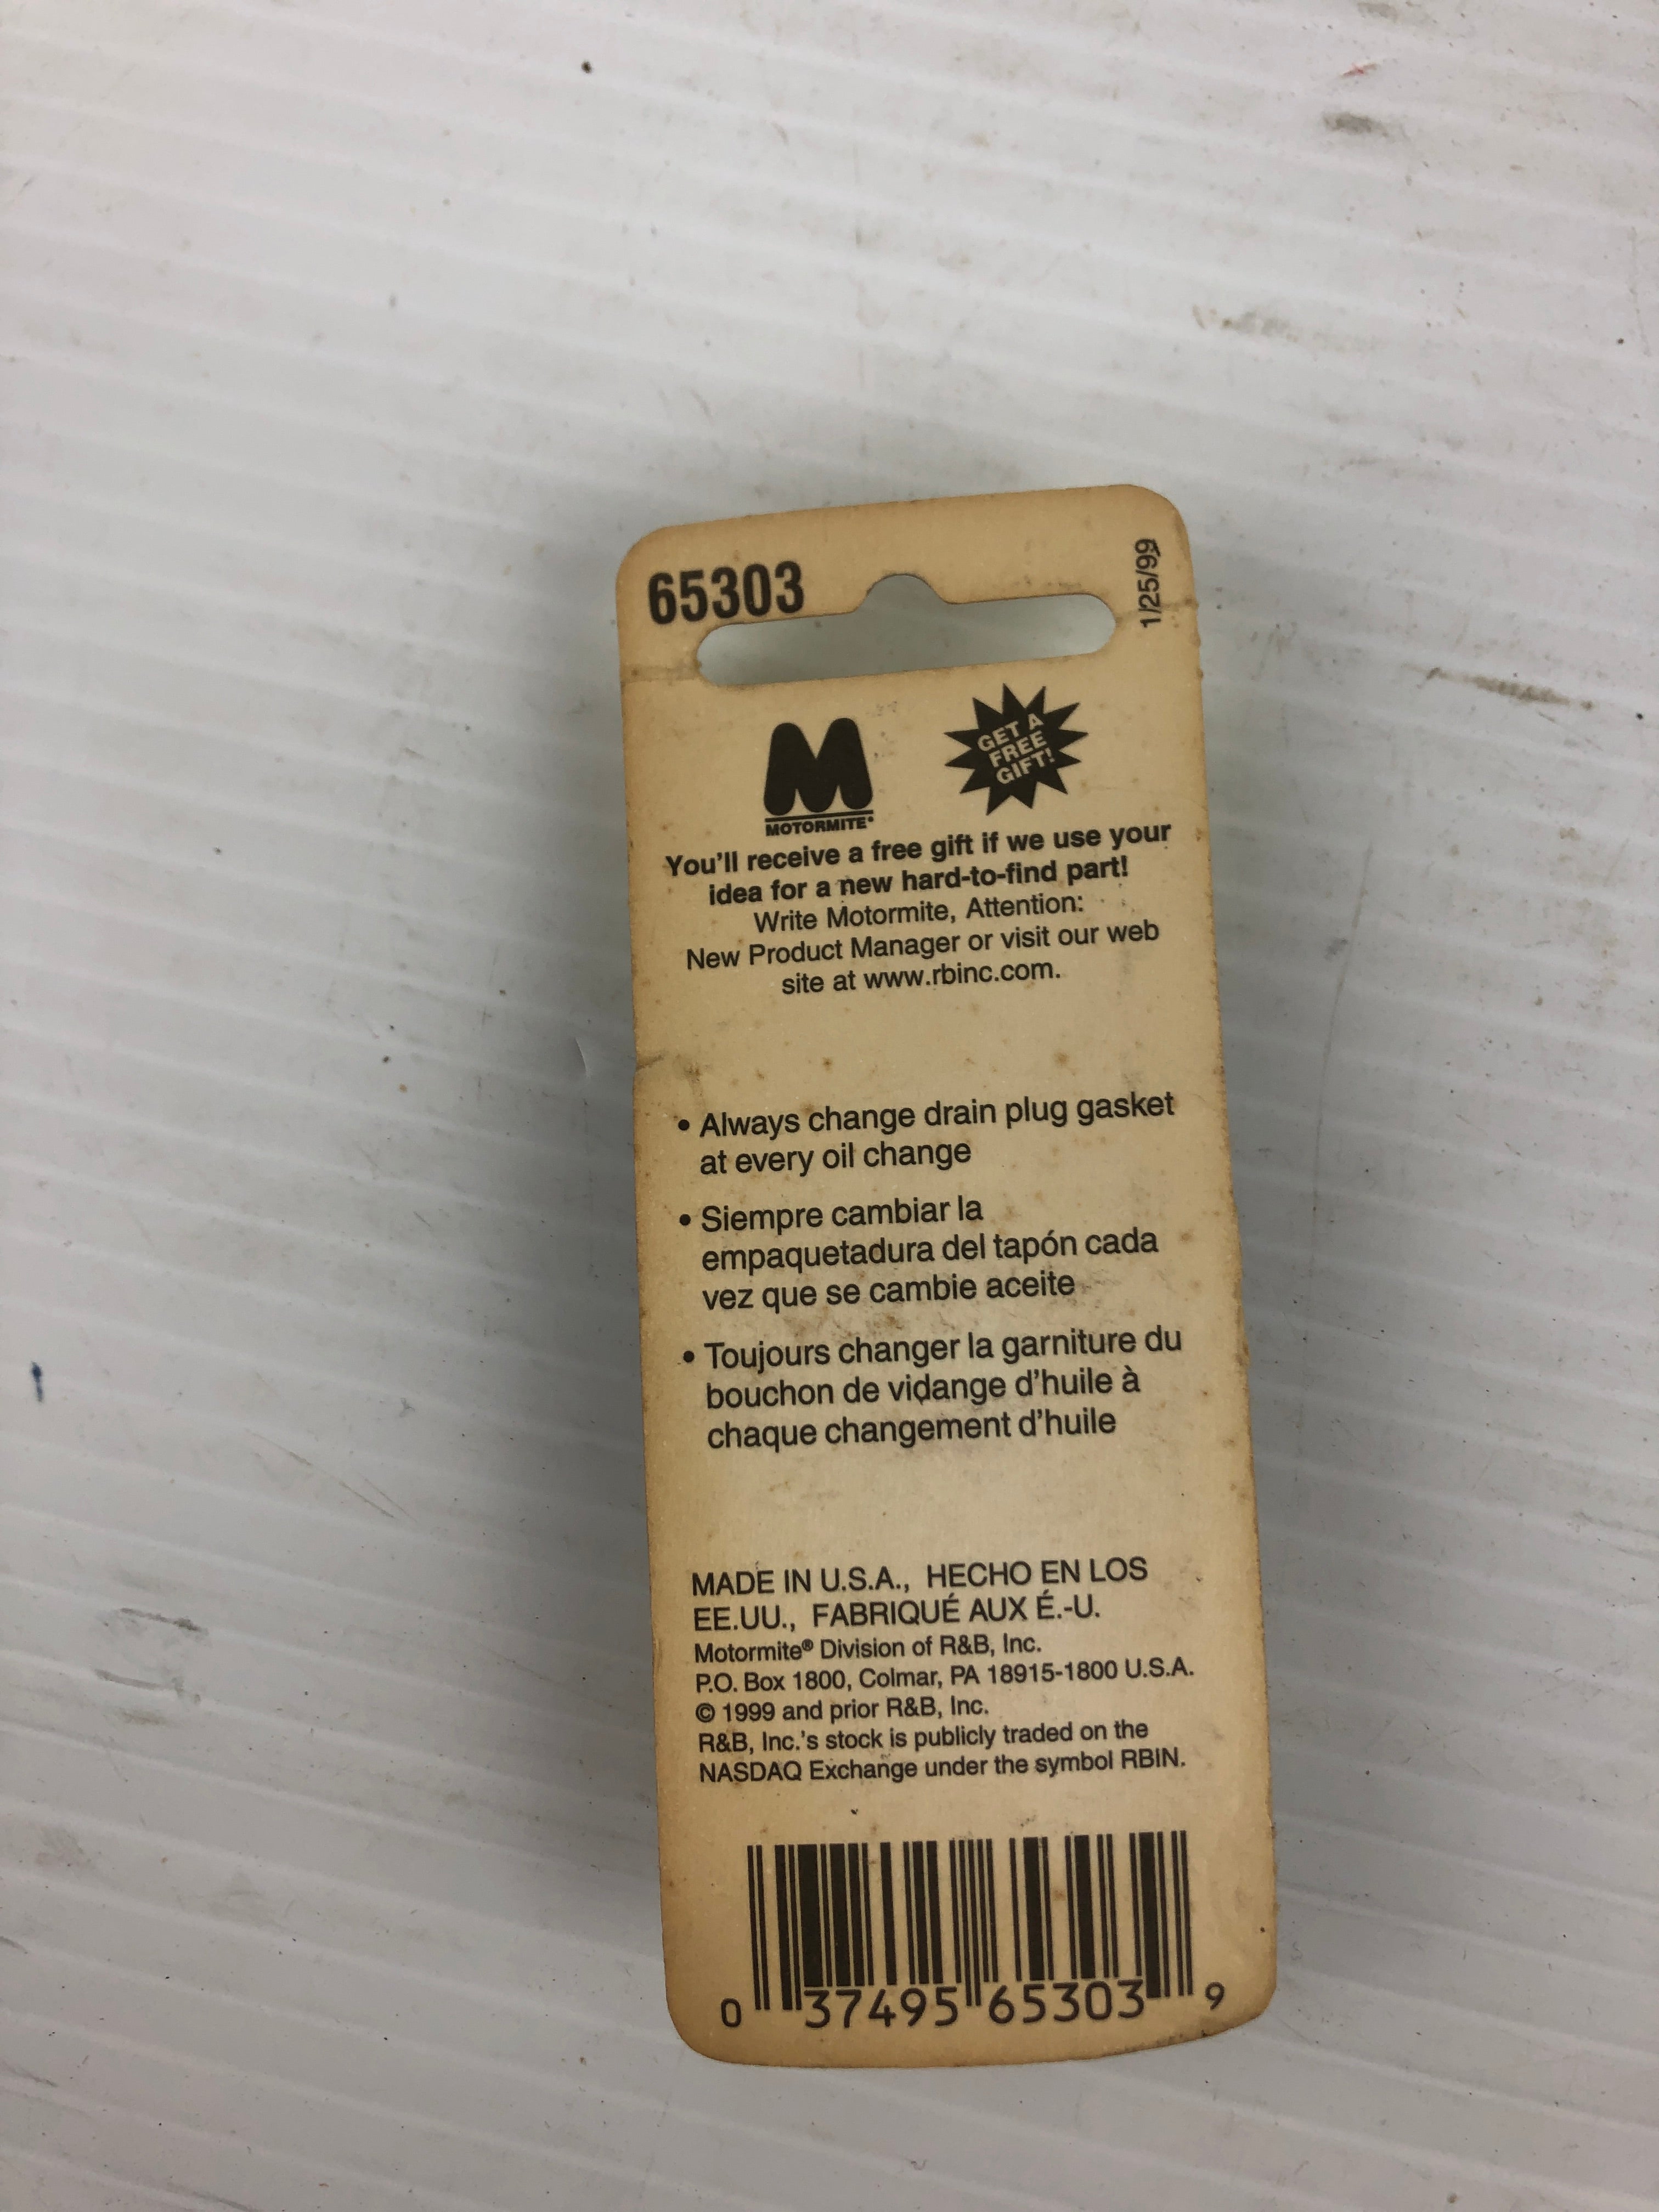 65303
1/25/99
M
MOTORMITE®
GET A
FREE
GIFT!
You'll receive a free gift if we use your
idea for a new hard-to-find part!
Write Motormite, Attention:
New Product Manager or visit our web
site at www.rbinc.com.
• Always change drain plug gasket
at every oil change
• Siempre cambiar la
empaquetadura del tapón cada
vez que se cambie aceite
• Toujours changer la garniture du
bouchon de vidange d'huile à
chaque changement d'huile
MADE IN U.S.A., HECHO EN LOS
EE.UU., FABRIQUÉ AUX É.-U.
Motormite® Division of R&B, Inc.
P.O. Box 1800, Colmar, PA 18915-1800 U.S.A.
© 1999 and prior R&B, Inc.
R&B, Inc.'s stock is publicly traded on the
NASDAQ Exchange under the symbol RBIN.
0 37495 65303 9